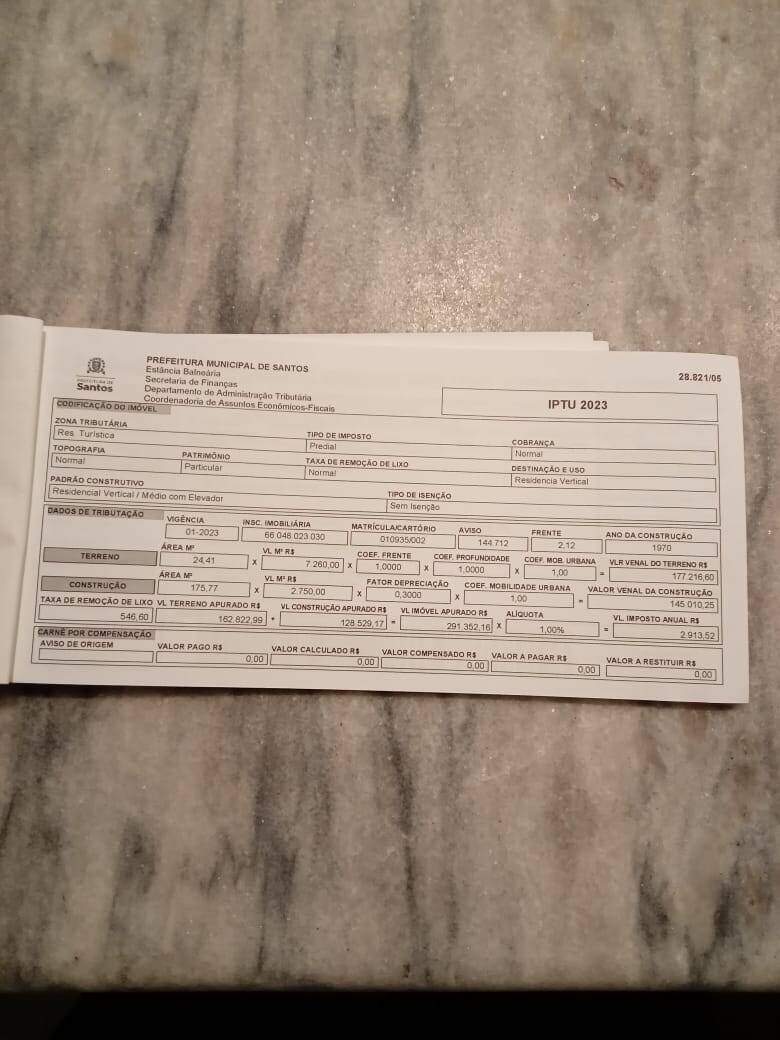 PREFEITURA DE
Santos
PREFEITURA MUNICIPAL DE SANTOS
Estância Balneária
Secretaria de Finanças
Departamento de Administração Tributária
Coordenadoria de Assuntos Econômicos-Fiscais
28.821/05
IPTU 2023
CODIFICAÇÃO DO IMÓVEL
ZONA TRIBUTÁRIA TIPO DE IMPOSTO COBRANÇA
Res. Turística Predial Normal
TOPOGRAFIA PATRIMÔNIO TAXA DE REMOÇÃO DE LIXO DESTINAÇÃO E USO
Normal Particular Normal Residencia Vertical
PADRÃO CONSTRUTIVO TIPO DE ISENÇÃO
Residencial Vertical / Médio com Elevador Sem Isenção
DADOS DE TRIBUTAÇÃO VIGÊNCIA INSC. IMOBILIÁRIA MATRÍCULA/CARTÓRIO AVISO FRENTE ANO DA CONSTRUÇÃO
01-2023 66 048 023 030 010935/002 144.712 2,12 1970
TERRENO ÁREA Mº VL Mº R$ COEF. FRENTE COEF. PROFUNDIDADE COEF. MOB. URBANA VLR VENAL DO TERRENO R$
24,41 X 7.260,00 X 1,0000 X 1,0000 X 1,00 = 177.216,60
CONSTRUÇÃO ÁREA Mº VL Mº R$ FATOR DEPRECIAÇÃO COEF. MOBILIDADE URBANA VALOR VENAL DA CONSTRUÇÃO
175,77 X 2.750,00 X 0,3000 X 1,00 = 145.010,25
TAXA DE REMOÇÃO DE LIXO VL TERRENO APURADO R$ VL CONSTRUÇÃO APURADO R$ VL IMÓVEL APURADO R$ ALÍQUOTA VL. IMPOSTO ANUAL R$
546,60 162.822,99 + 128.529,17 = 291.352,16 X 1,00% = 2.913,52
CARNÊ POR COMPENSAÇÃO
AVISO DE ORIGEM VALOR PAGO R$ VALOR CALCULADO R$ VALOR COMPENSADO R$ VALOR A PAGAR R$ VALOR A RESTITUIR R$
0,00 0,00 0,00 0,00 0,00